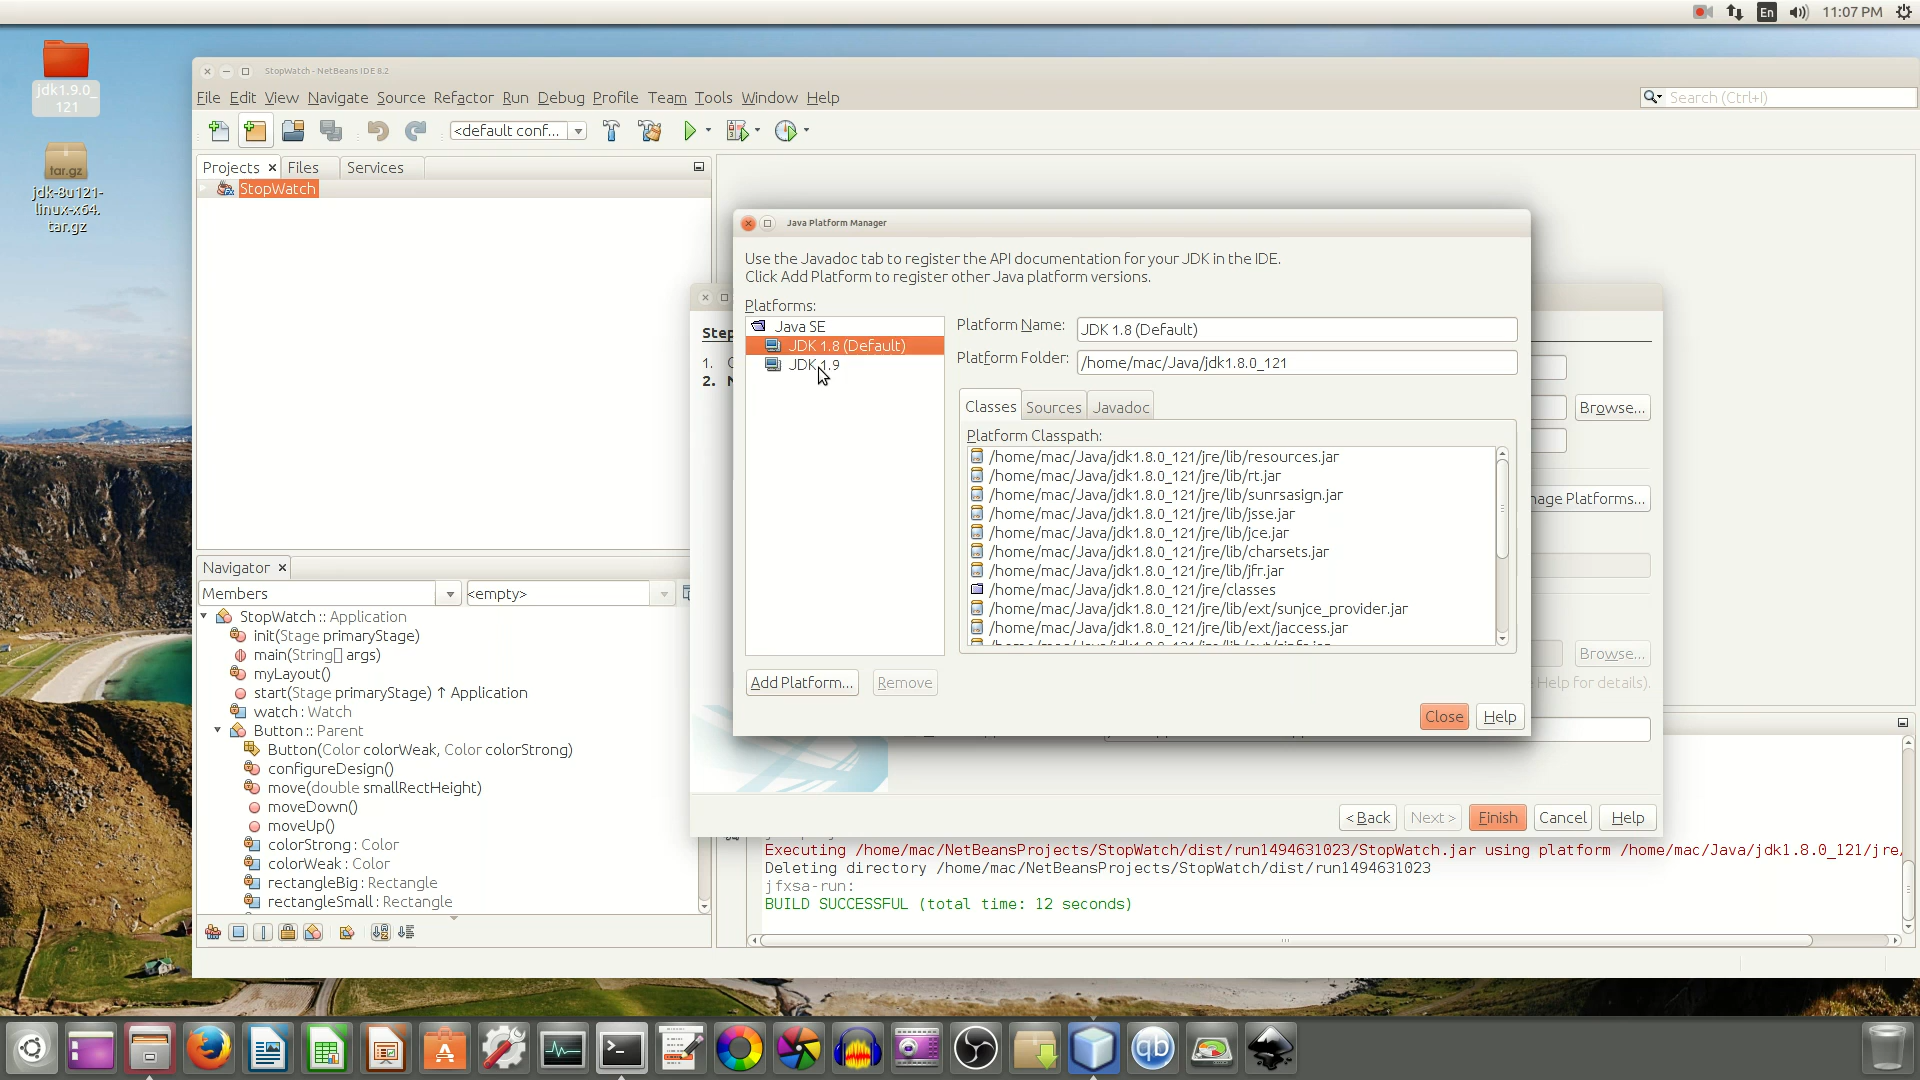 En
11:07 PM
jdk1.9.0_
121
tar.gz
jdk-8u121-
linux-x64.
tar.gz
StopWatch - NetBeans IDE 8.2
File Edit View Navigate Source Refactor Run Debug Profile Team Tools Window Help
Search (Ctrl+I)
<default conf...
Projects
Files
Services
StopWatch
Java Platform Manager
Use the Javadoc tab to register the API documentation for your JDK in the IDE.
Click Add Platform to register other Java platform versions.
Platforms:
Java SE
JDK 1.8 (Default)
JDK 1.9
Platform Name: JDK 1.8 (Default)
Platform Folder: /home/mac/Java/jdk1.8.0_121
Classes Sources Javadoc
Platform Classpath:
/home/mac/Java/jdk1.8.0_121/jre/lib/resources.jar
/home/mac/Java/jdk1.8.0_121/jre/lib/rt.jar
/home/mac/Java/jdk1.8.0_121/jre/lib/sunrsasign.jar
/home/mac/Java/jdk1.8.0_121/jre/lib/jsse.jar
/home/mac/Java/jdk1.8.0_121/jre/lib/jce.jar
/home/mac/Java/jdk1.8.0_121/jre/lib/charsets.jar
/home/mac/Java/jdk1.8.0_121/jre/lib/jfr.jar
/home/mac/Java/jdk1.8.0_121/jre/classes
/home/mac/Java/jdk1.8.0_121/jre/lib/ext/sunjce_provider.jar
/home/mac/Java/jdk1.8.0_121/jre/lib/ext/jaccess.jar
Add Platform... Remove
Close Help
Step
1.
2.
Browse...
nage Platforms...
Browse...
Help for details).
< Back Next > Finish Cancel Help
Navigator
Members
<empty>
StopWatch :: Application
init(Stage primaryStage)
main(String[] args)
myLayout()
start(Stage primaryStage) ↑ Application
watch : Watch
Button :: Parent
Button(Color colorWeak, Color colorStrong)
configureDesign()
move(double smallRectHeight)
moveDown()
moveUp()
colorStrong : Color
colorWeak : Color
rectangleBig : Rectangle
rectangleSmall : Rectangle
Executing /home/mac/NetBeansProjects/StopWatch/dist/run1494631023/StopWatch.jar using platform /home/mac/Java/jdk1.8.0_121/jre/
Deleting directory /home/mac/NetBeansProjects/StopWatch/dist/run1494631023
jfxsa-run:
BUILD SUCCESSFUL (total time: 12 seconds)
qb